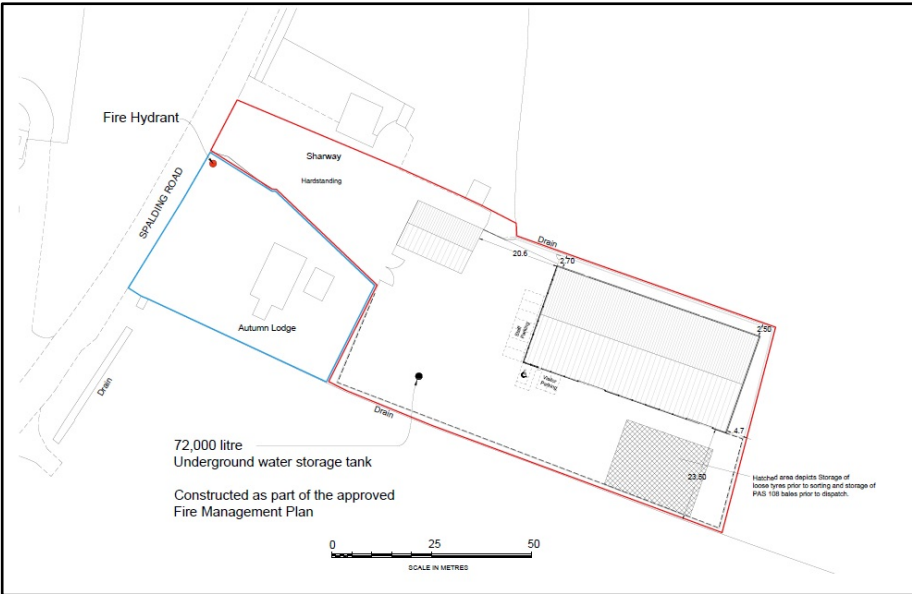 Fire Hydrant
Sharway
Hardstanding
SPALDING ROAD
Drain
20.6
2.70
2.50
Staff
Parking
Visitor
Parking
Autumn Lodge
Drain
Drain
4.7
23.50
72,000 litre
Underground water storage tank
Constructed as part of the approved
Fire Management Plan
Hatched area depicts Storage of
loose tyres prior to sorting and storage of
PAS 108 bales prior to dispatch.
0 25 50
SCALE IN METRES